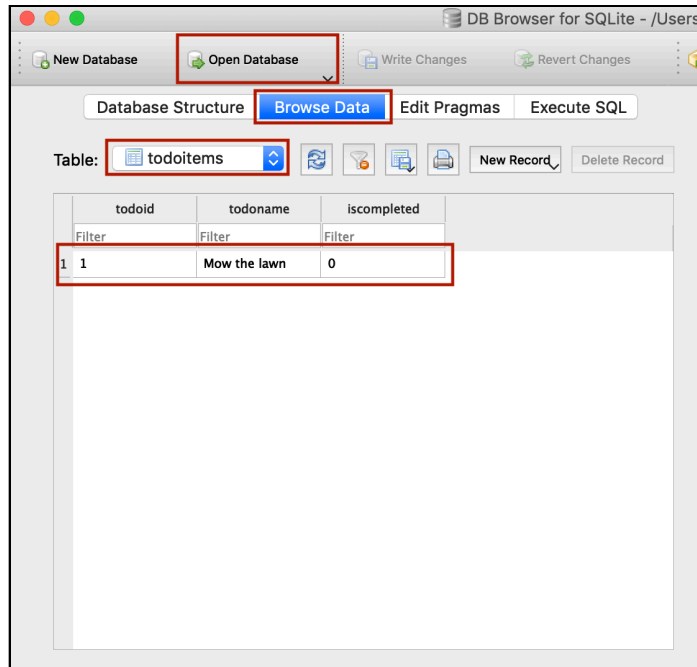 DB Browser for SQLite - /Users
New Database Open Database Write Changes Revert Changes
Database Structure Browse Data Edit Pragmas Execute SQL
Table: todoitems New Record Delete Record
todoid todoname iscompleted
Filter Filter Filter
1 1 Mow the lawn 0